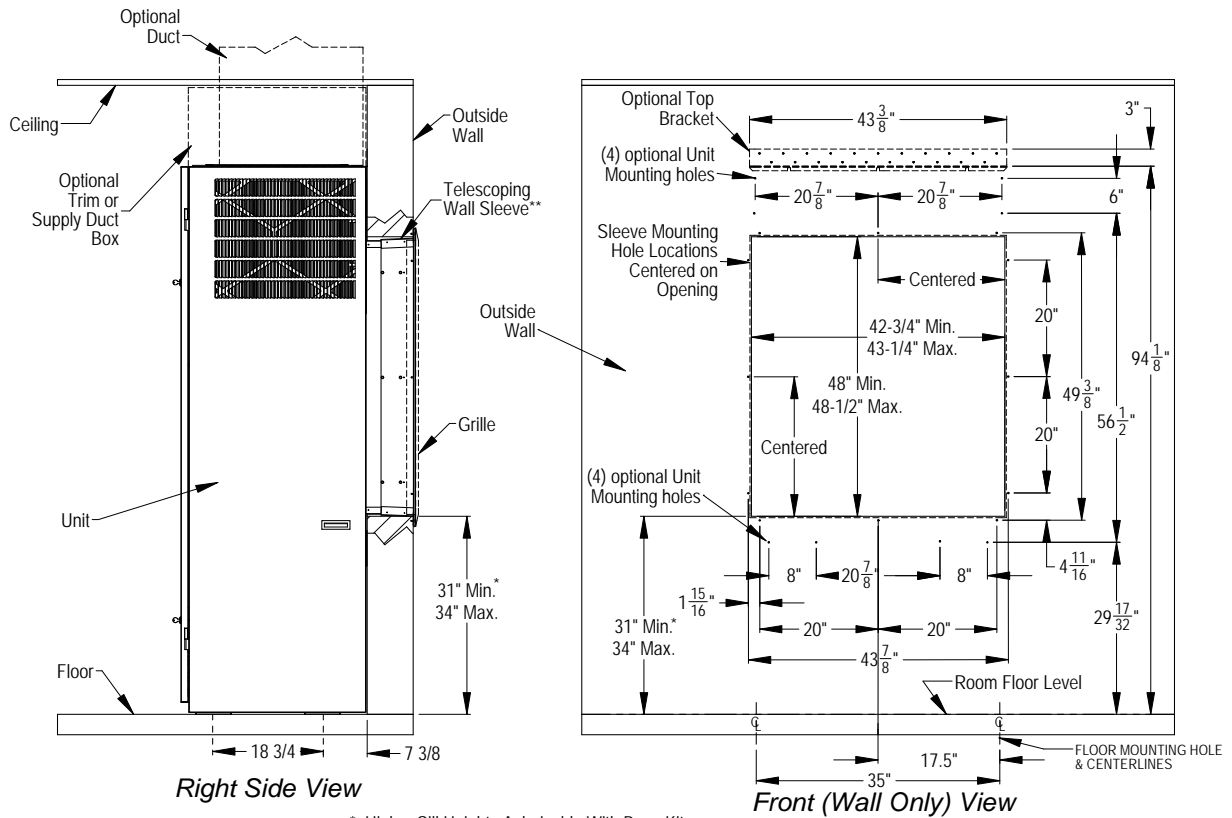 Optional
Duct
Ceiling
Outside
Wall
Optional
Trim or
Supply Duct
Box
Telescoping
Wall Sleeve**
Grille
Unit
31" Min.*
34" Max.
Floor
18 3/4
7 3/8
Right Side View
Optional Top
Bracket
43 3/8"
3"
(4) optional Unit
Mounting holes
20 7/8"
20 7/8"
6"
Sleeve Mounting
Hole Locations
Centered on
Opening
Centered
Outside
Wall
42-3/4" Min.
43-1/4" Max.
20"
94 1/8"
48" Min.
48-1/2" Max.
49 3/8"
56 1/2"
20"
Centered
(4) optional Unit
Mounting holes
8"
20 7/8"
8"
4 11/16"
1 15/16"
31" Min.*
34" Max.
20"
20"
29 17/32"
43 7/8"
Room Floor Level
CL
CL
17.5"
FLOOR MOUNTING HOLE
& CENTERLINES
35"
Front (Wall Only) View